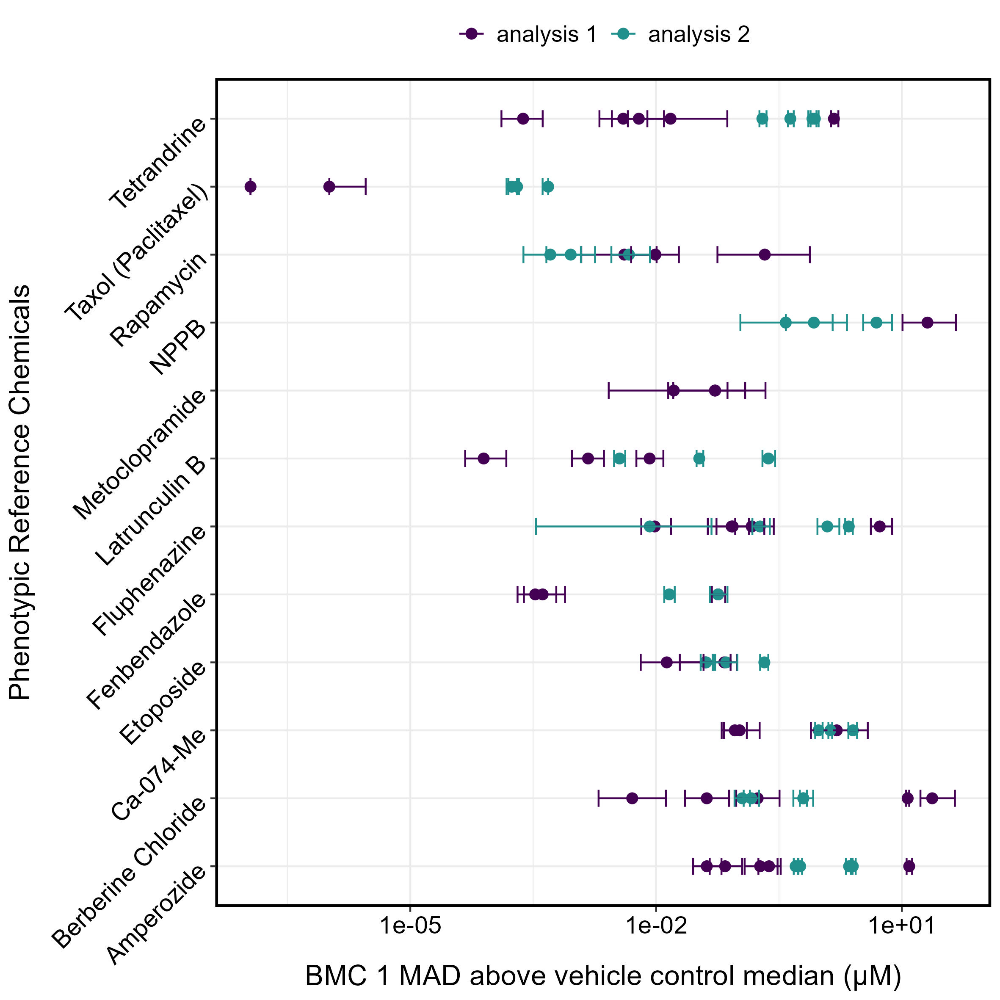 analysis 1 analysis 2
Phenotypic Reference Chemicals
Tetrandrine
Taxol (Paclitaxel)
Rapamycin
NPPB
Metoclopramide
Latrunculin B
Fluphenazine
Fenbendazole
Etoposide
Ca-074-Me
Berberine Chloride
Amperozide
1e-05 1e-02 1e+01
BMC 1 MAD above vehicle control median (µM)